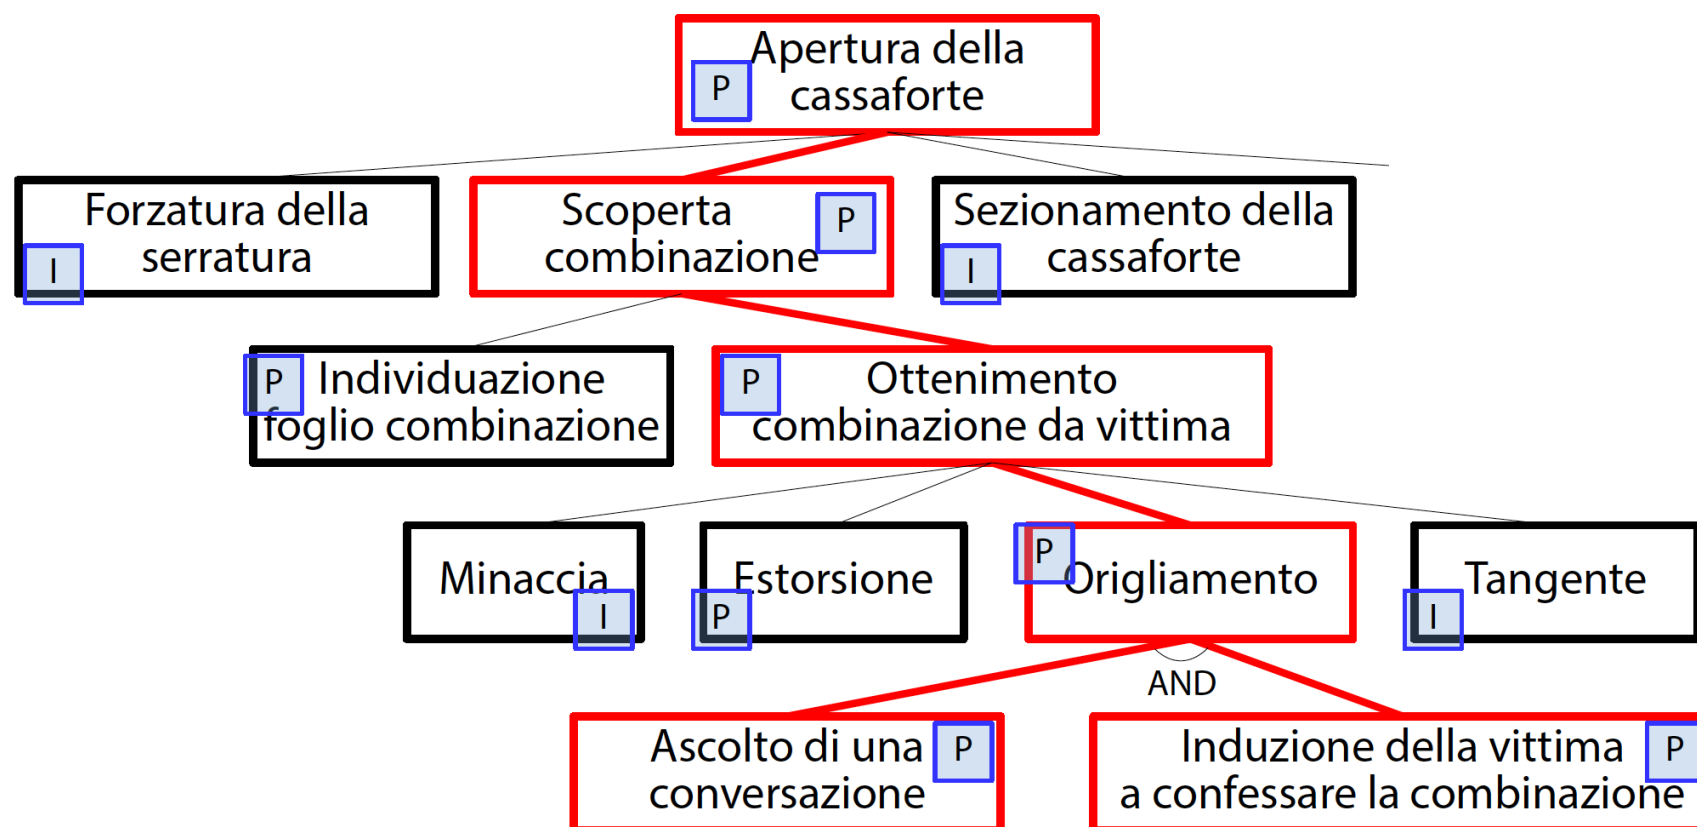 Apertura della
cassaforte
P
Forzatura della
serratura
I
Scoperta
combinazione
P
Sezionamento della
cassaforte
I
P
Individuazione
foglio combinazione
P
Ottenimento
combinazione da vittima
Minaccia
I
Estorsione
P
P
Origliamento
Tangente
I
AND
Ascolto di una
conversazione
P
Induzione della vittima
a confessare la combinazione
P